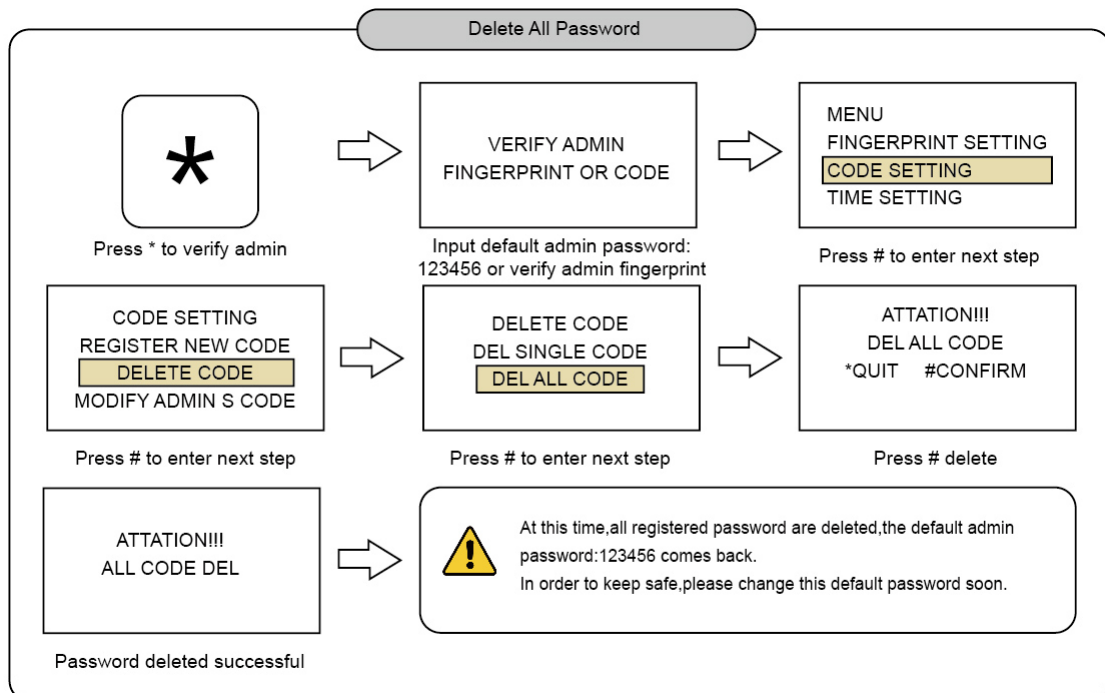 Delete All Password
*
Press * to verify admin
VERIFY ADMIN
FINGERPRINT OR CODE
Input default admin password:
123456 or verify admin fingerprint
MENU
FINGERPRINT SETTING
CODE SETTING
TIME SETTING
Press # to enter next step
CODE SETTING
REGISTER NEW CODE
DELETE CODE
MODIFY ADMIN S CODE
Press # to enter next step
DELETE CODE
DEL SINGLE CODE
DEL ALL CODE
Press # to enter next step
ATTATION!!!
DEL ALL CODE
*QUIT #CONFIRM
Press # delete
ATTATION!!!
ALL CODE DEL
Password deleted successful
At this time,all registered password are deleted,the default admin
password:123456 comes back.
In order to keep safe,please change this default password soon.